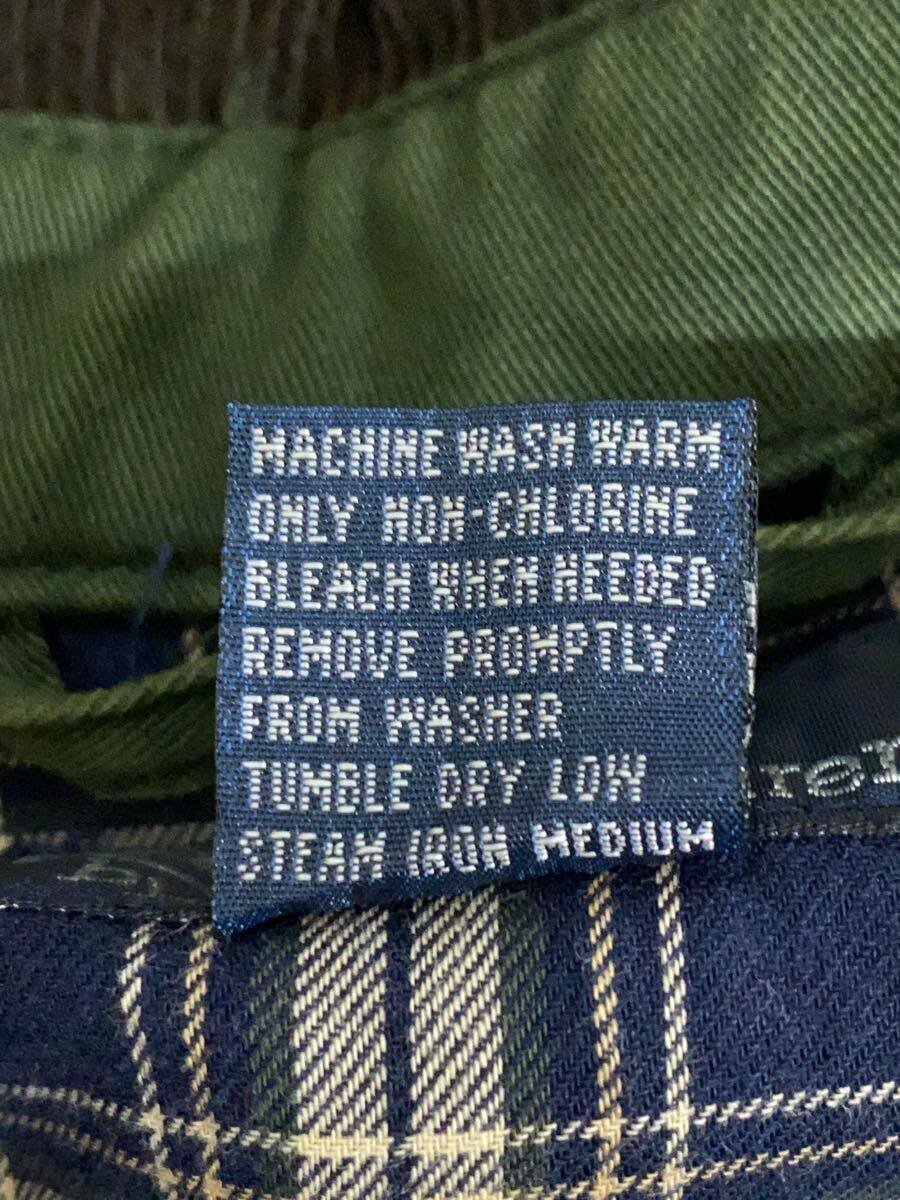 MACHINE WASH WARM
ONLY NON-CHLORINE
BLEACH WHEN NEEDED
REMOVE PROMPTLY
FROM WASHER
TUMBLE DRY LOW
STEAM IRON MEDIUM